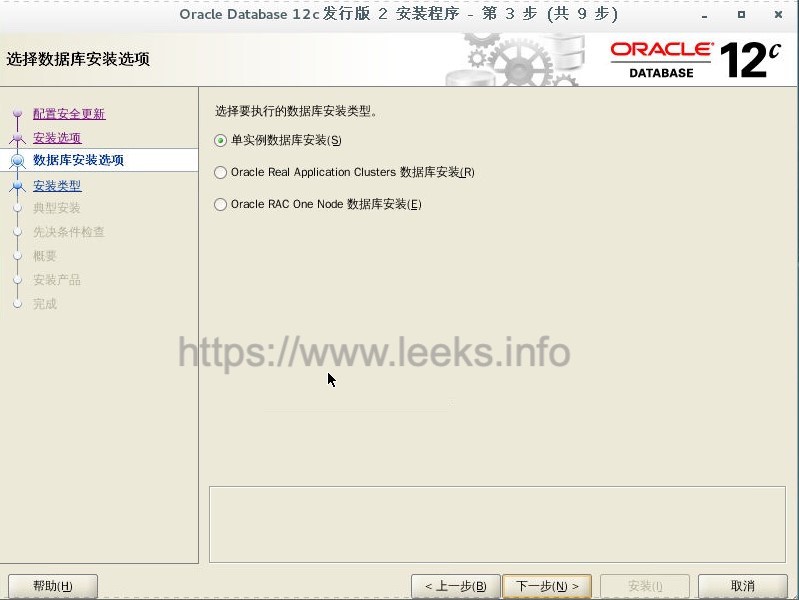 Oracle Database 12c 发行版 2 安装程序 - 第 3 步 (共 9 步)
选择数据库安装选项
ORACLE
DATABASE
12c
配置安全更新
安装选项
数据库安装选项
安装类型
典型安装
先决条件检查
概要
安装产品
完成
选择要执行的数据库安装类型。
单实例数据库安装(S)
Oracle Real Application Clusters 数据库安装(R)
Oracle RAC One Node 数据库安装(E)
https://www.leeks.info
帮助(H)
< 上一步(B)
下一步(N) >
安装(I)
取消